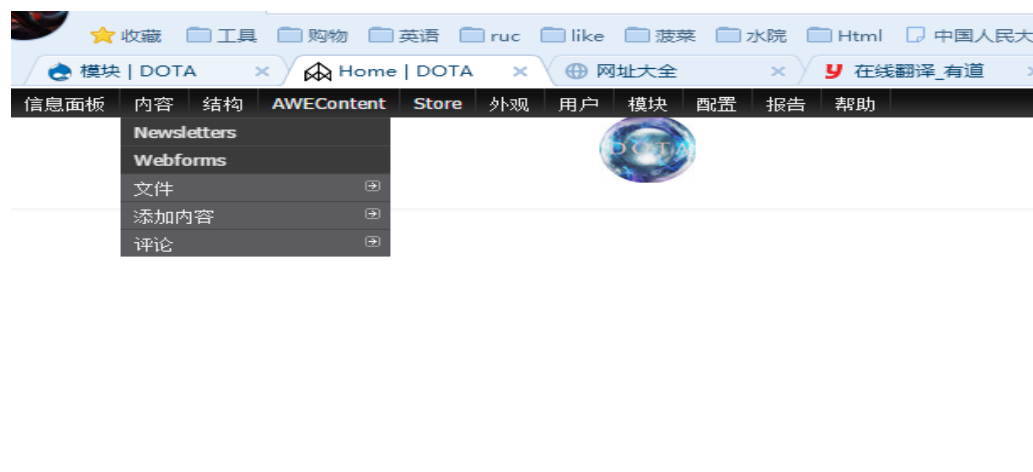 收藏 工具 购物 英语 ruc like 菠菜 水院 Html 中国人民大
模块 | DOTA Home | DOTA 网址大全 在线翻译_有道
信息面板 内容 结构 AWEContent Store 外观 用户 模块 配置 报告 帮助
Newsletters
DOTA
Webforms
文件
添加内容
评论